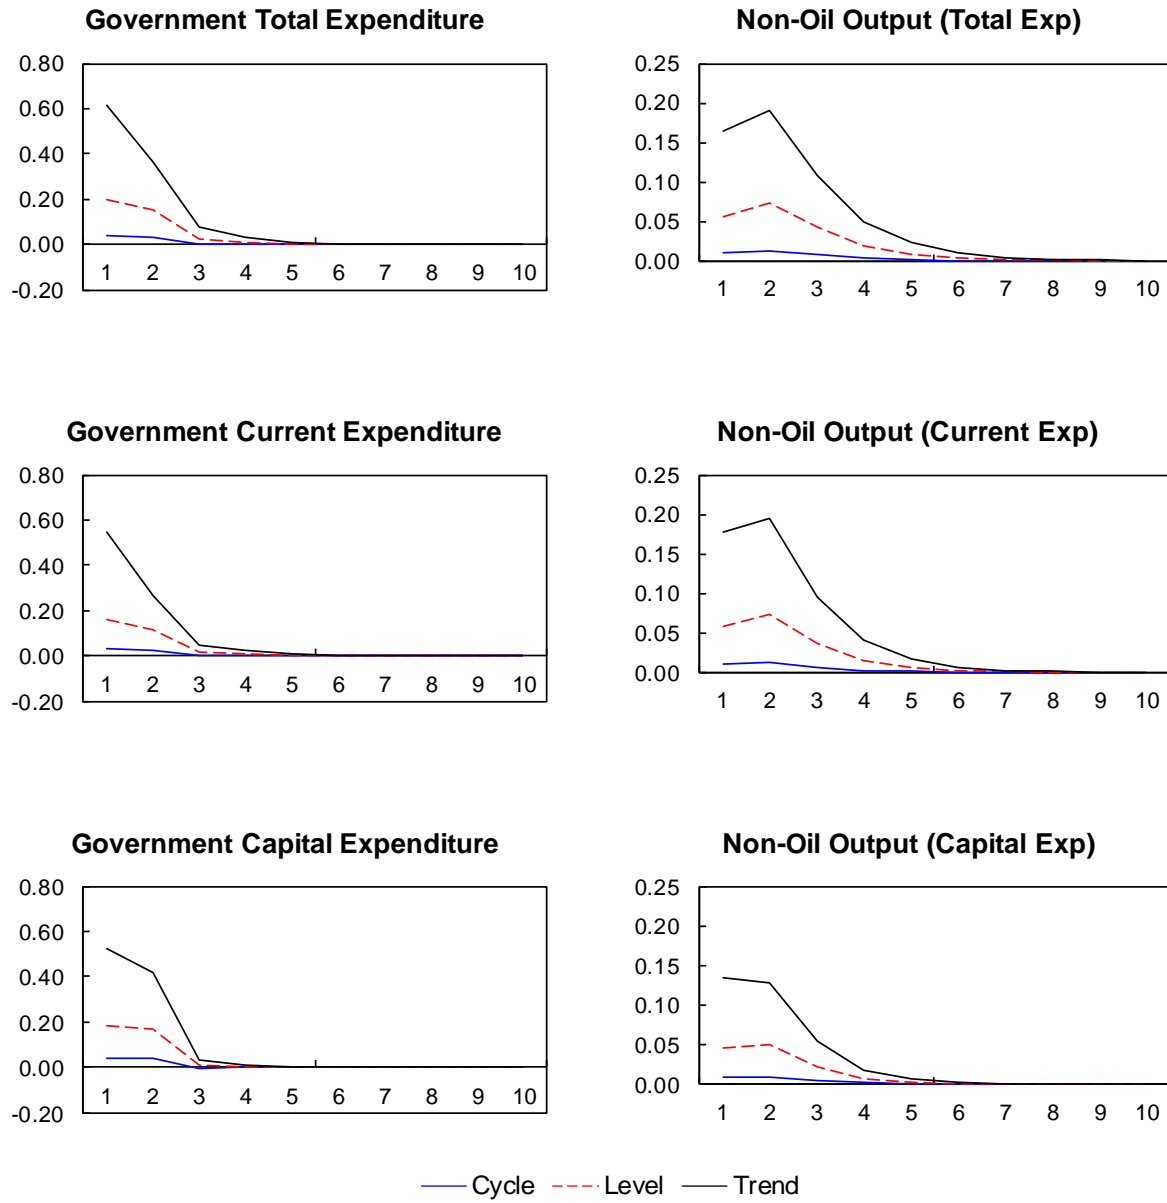 Government Total Expenditure
0.80
0.60
0.40
0.20
0.00
-0.20
1 2 3 4 5 6 7 8 9 10
Non-Oil Output (Total Exp)
0.25
0.20
0.15
0.10
0.05
0.00
1 2 3 4 5 6 7 8 9 10
Government Current Expenditure
0.80
0.60
0.40
0.20
0.00
-0.20
1 2 3 4 5 6 7 8 9 10
Non-Oil Output (Current Exp)
0.25
0.20
0.15
0.10
0.05
0.00
1 2 3 4 5 6 7 8 9 10
Government Capital Expenditure
0.80
0.60
0.40
0.20
0.00
-0.20
1 2 3 4 5 6 7 8 9 10
Non-Oil Output (Capital Exp)
0.25
0.20
0.15
0.10
0.05
0.00
1 2 3 4 5 6 7 8 9 10
Cycle Level Trend